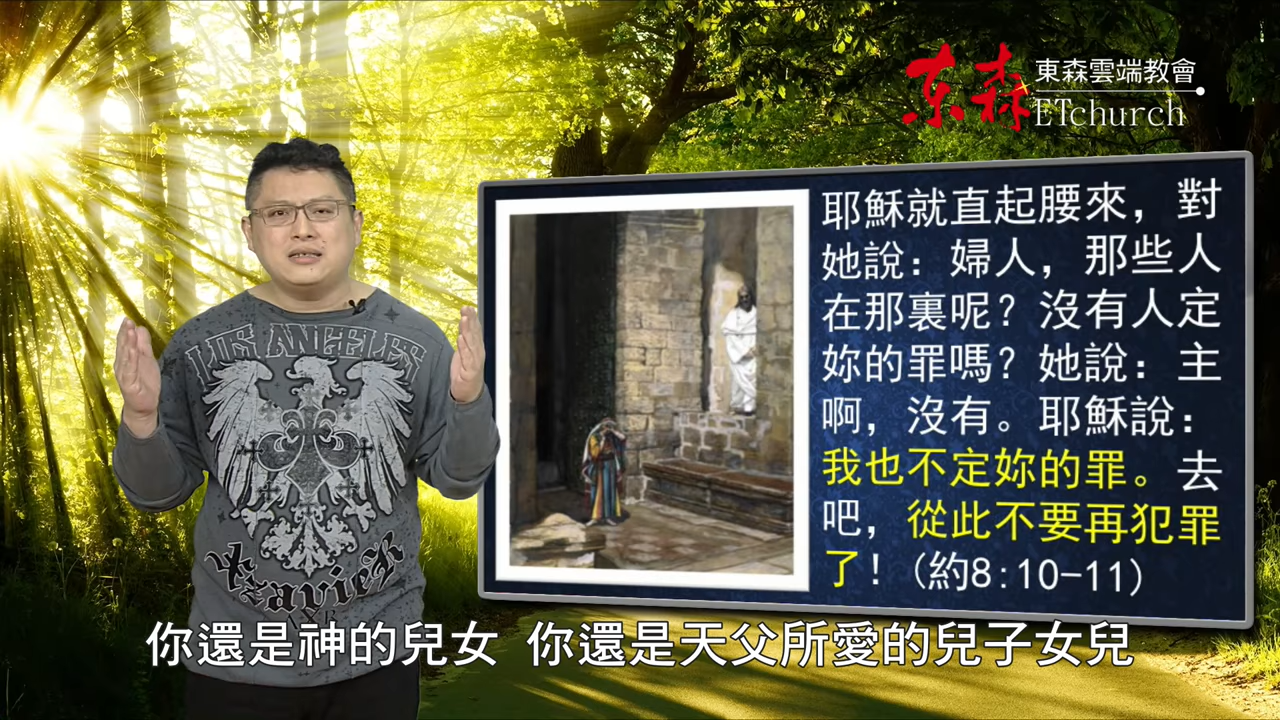 东森
東森雲端教會
ETchurch
耶穌就直起腰來，對
她說：婦人，那些人
在那裏呢？沒有人定
妳的罪嗎？她說：主
啊，沒有。耶穌說：
我也不定妳的罪。去
吧，從此不要再犯罪
了！(約8:10-11)
LOS ANGELES
XavieR
你還是神的兒女 你還是天父所愛的兒子女兒